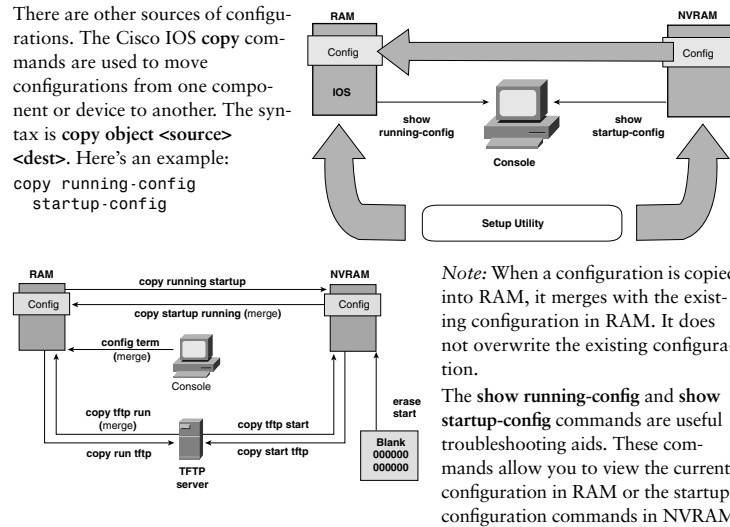 There are other sources of configu-
rations. The Cisco IOS copy com-
mands are used to move
configurations from one compo-
nent or device to another. The syn-
tax is copy object <source>
<dest>. Here's an example:
copy running-config
startup-config
RAM
NVRAM
Config
Config
IOS
show
running-config
show
startup-config
Console
Setup Utility
RAM
NVRAM
copy running startup
Config
Config
copy startup running (merge)
config term
(merge)
Console
copy tftp run
(merge)
copy tftp start
copy run tftp
copy start tftp
TFTP
server
erase
start
Blank
000000
000000
Note: When a configuration is copied
into RAM, it merges with the exist-
ing configuration in RAM. It does
not overwrite the existing configura-
tion.
The show running-config and show
startup-config commands are useful
troubleshooting aids. These com-
mands allow you to view the current
configuration in RAM or the startup
configuration commands in NVRAM